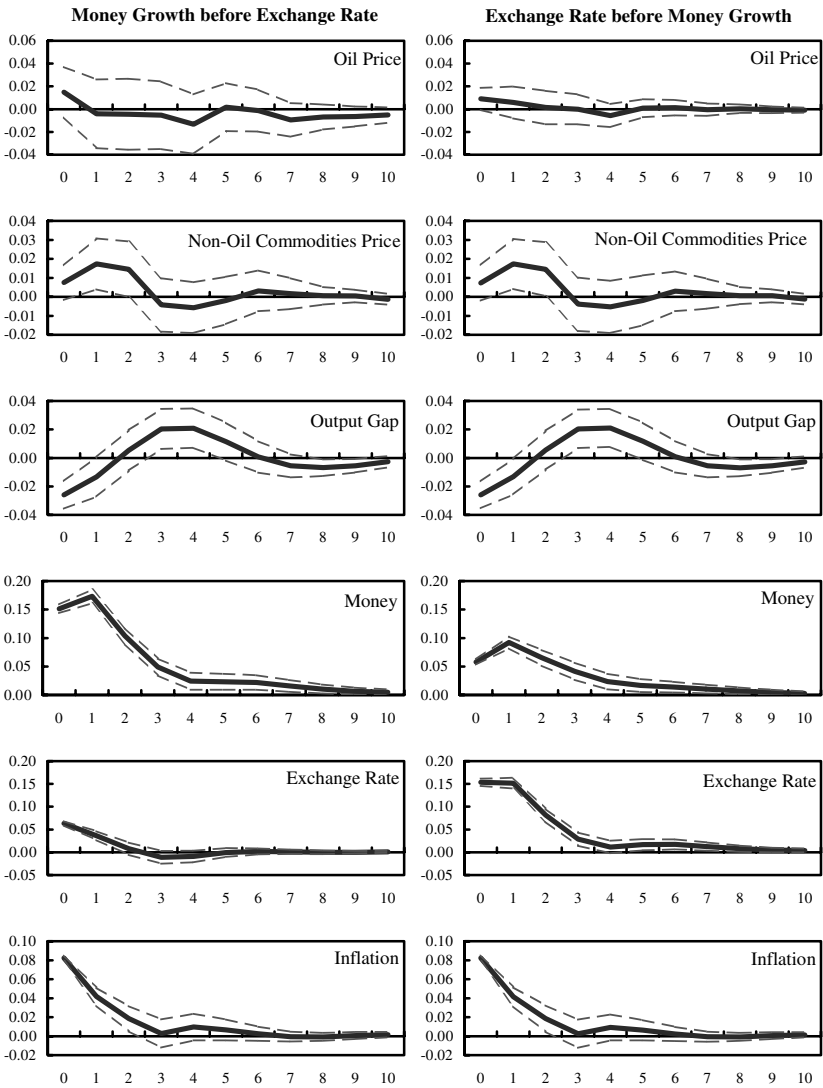 Money Growth before Exchange Rate
Exchange Rate before Money Growth
0.06
0.04
0.02
0.00
-0.02
-0.04
Oil Price
0 1 2 3 4 5 6 7 8 9 10
0.06
0.04
0.02
0.00
-0.02
-0.04
Oil Price
0 1 2 3 4 5 6 7 8 9 10
0.04
0.03
0.02
0.01
0.00
-0.01
-0.02
Non-Oil Commodities Price
0 1 2 3 4 5 6 7 8 9 10
0.04
0.03
0.02
0.01
0.00
-0.01
-0.02
Non-Oil Commodities Price
0 1 2 3 4 5 6 7 8 9 10
0.04
0.02
0.00
-0.02
-0.04
Output Gap
0 1 2 3 4 5 6 7 8 9 10
0.04
0.02
0.00
-0.02
-0.04
Output Gap
0 1 2 3 4 5 6 7 8 9 10
0.20
0.15
0.10
0.05
0.00
Money
0 1 2 3 4 5 6 7 8 9 10
0.20
0.15
0.10
0.05
0.00
Money
0 1 2 3 4 5 6 7 8 9 10
0.20
0.15
0.10
0.05
0.00
-0.05
Exchange Rate
0 1 2 3 4 5 6 7 8 9 10
0.20
0.15
0.10
0.05
0.00
-0.05
Exchange Rate
0 1 2 3 4 5 6 7 8 9 10
0.10
0.08
0.06
0.04
0.02
0.00
-0.02
Inflation
0 1 2 3 4 5 6 7 8 9 10
0.10
0.08
0.06
0.04
0.02
0.00
-0.02
Inflation
0 1 2 3 4 5 6 7 8 9 10